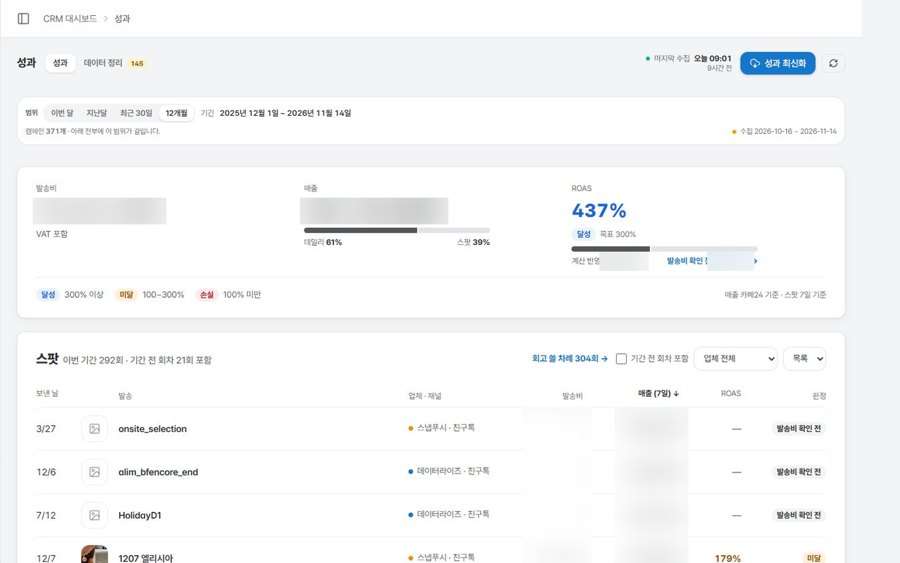 CRM 대시보드 > 성과
성과 성과 데이터 정리 145
마지막 수집 오늘 09:01
9시간 전
성과 최신화
범위 이번 달 지난달 최근 30일 12개월 기간 2025년 12월 1일 ~ 2026년 11월 14일
캠페인 371개 · 아래 전부에 이 범위가 걸립니다.
수집 2026-10-16 ~ 2026-11-14
발송비
VAT 포함
매출
데일리 61% 스팟 39%
ROAS
437%
달성 목표 300%
계산 반영
발송비 확인
달성 300% 이상 미달 100~300% 손실 100% 미만
매출 카페24 기준 · 스팟 7일 기준
스팟 이번 기간 292회 · 기간 전 회차 21회 포함
회고 쓸 차례 304회 → 기간 전 회차 포함 업체 전체 목록
보낸 날 발송 업체 · 채널 발송비 매출 (7일) ↓ ROAS 판정
3/27 onsite_selection 스냅푸시 · 친구톡 — 발송비 확인 전
12/6 alim_bfencore_end 데이터라이즈 · 친구톡 — 발송비 확인 전
7/12 HolidayD1 데이터라이즈 · 친구톡 — 발송비 확인 전
12/7 1207 엘리시아 스냅푸시 · 친구톡 179% 미달